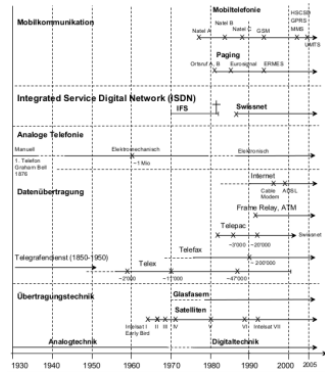 Mobiltelefonie
Mobilkommunikation
Natel A
Natel B
Natel C
GSM
HSCSD
GPRS
MMS
UMTS
Paging
Ortsruf A, B
Eurosignal
ERMES
Integrated Service Digital Network (ISDN)
IFS
Swissnet
Analoge Telefonie
Manuell
Elektromechanisch
Elektronisch
1. Telefon
Graham Bell
1876
~1 Mio
Datenübertragung
Internet
Cable
Modem
ADSL
Frame Relay, ATM
Telepac
~3'000
~20'000
Swissnet
Telefax
~200'000
Telegrafendienst (1850-1950)
Telex
~47'000
Übertragungstechnik
Glasfasern
Satelliten
Intelsat I
Early Bird
II
III
IV
V
VI
Intelsat VII
Analogtechnik
Digitaltechnik
1930 1940 1950 1960 1970 1980 1990 2000 2005